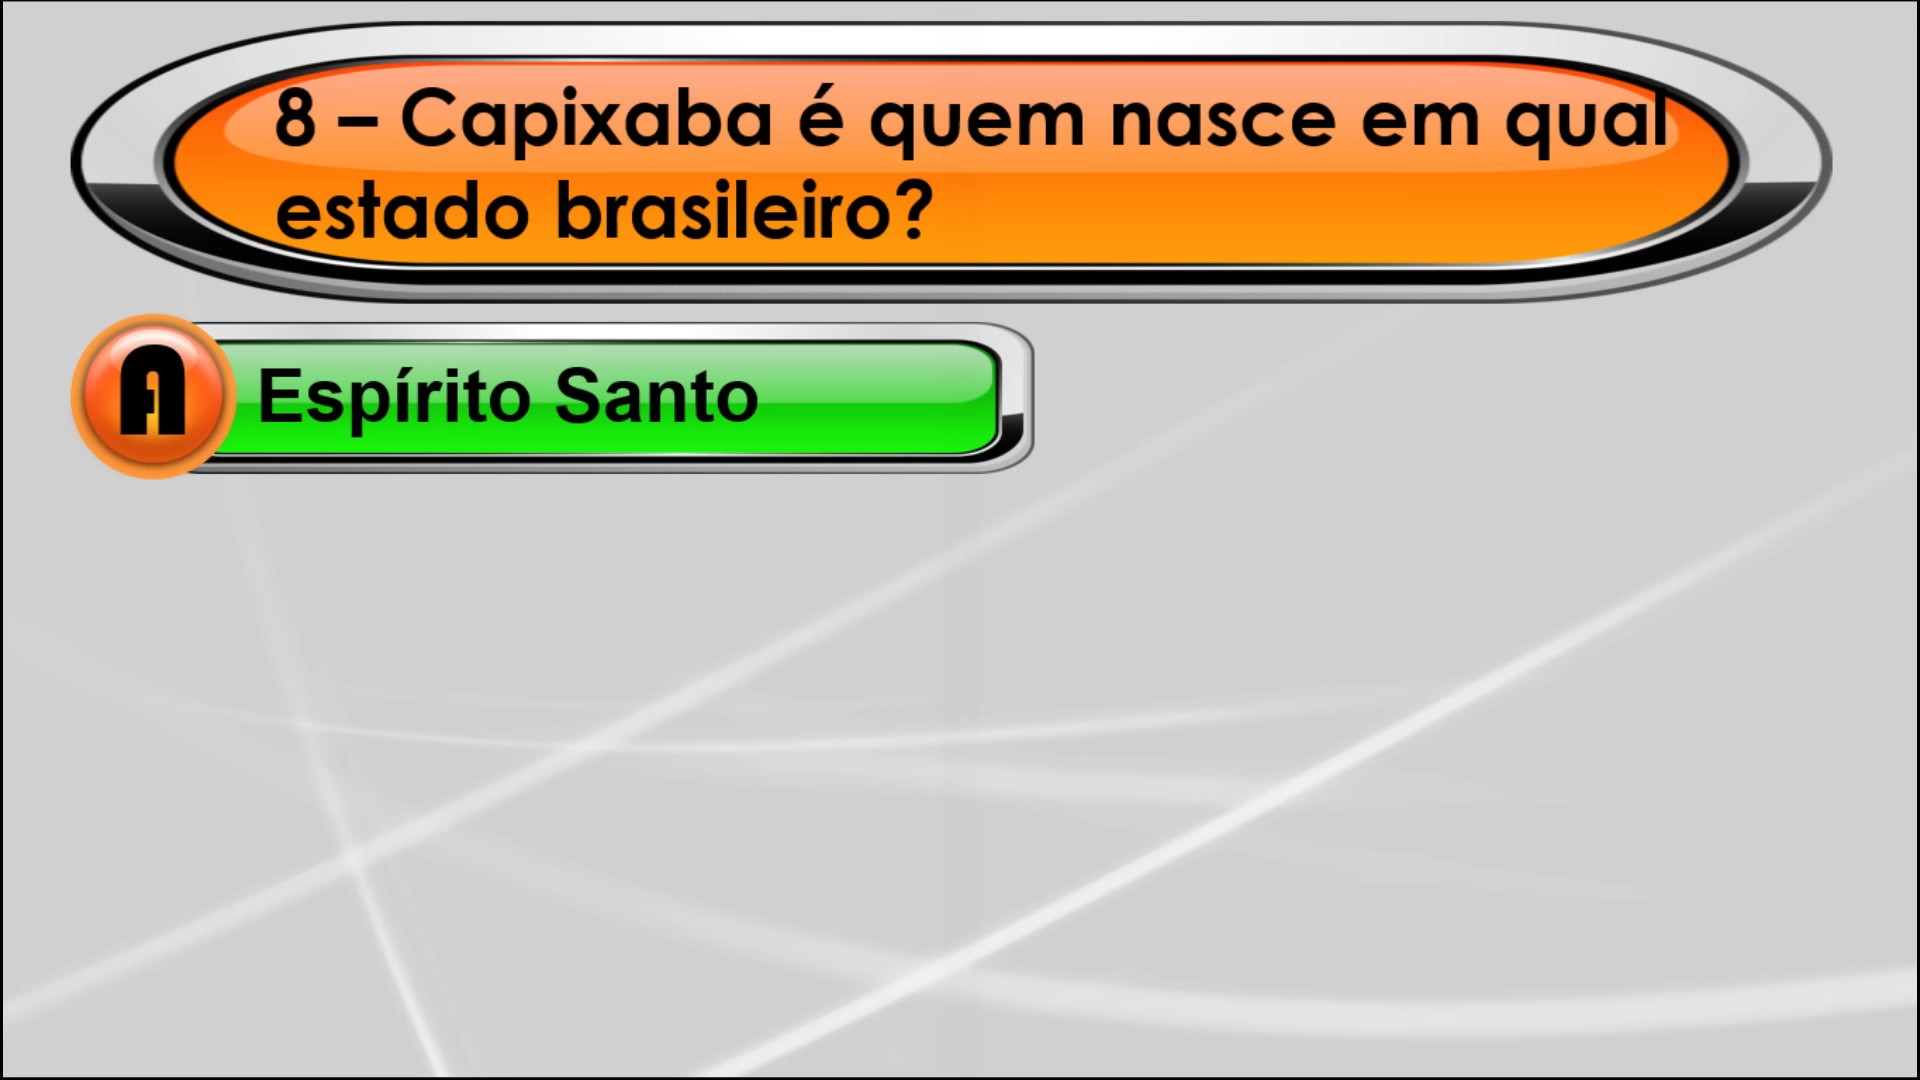 8 – Capixaba é quem nasce em qual
estado brasileiro?
A Espírito Santo